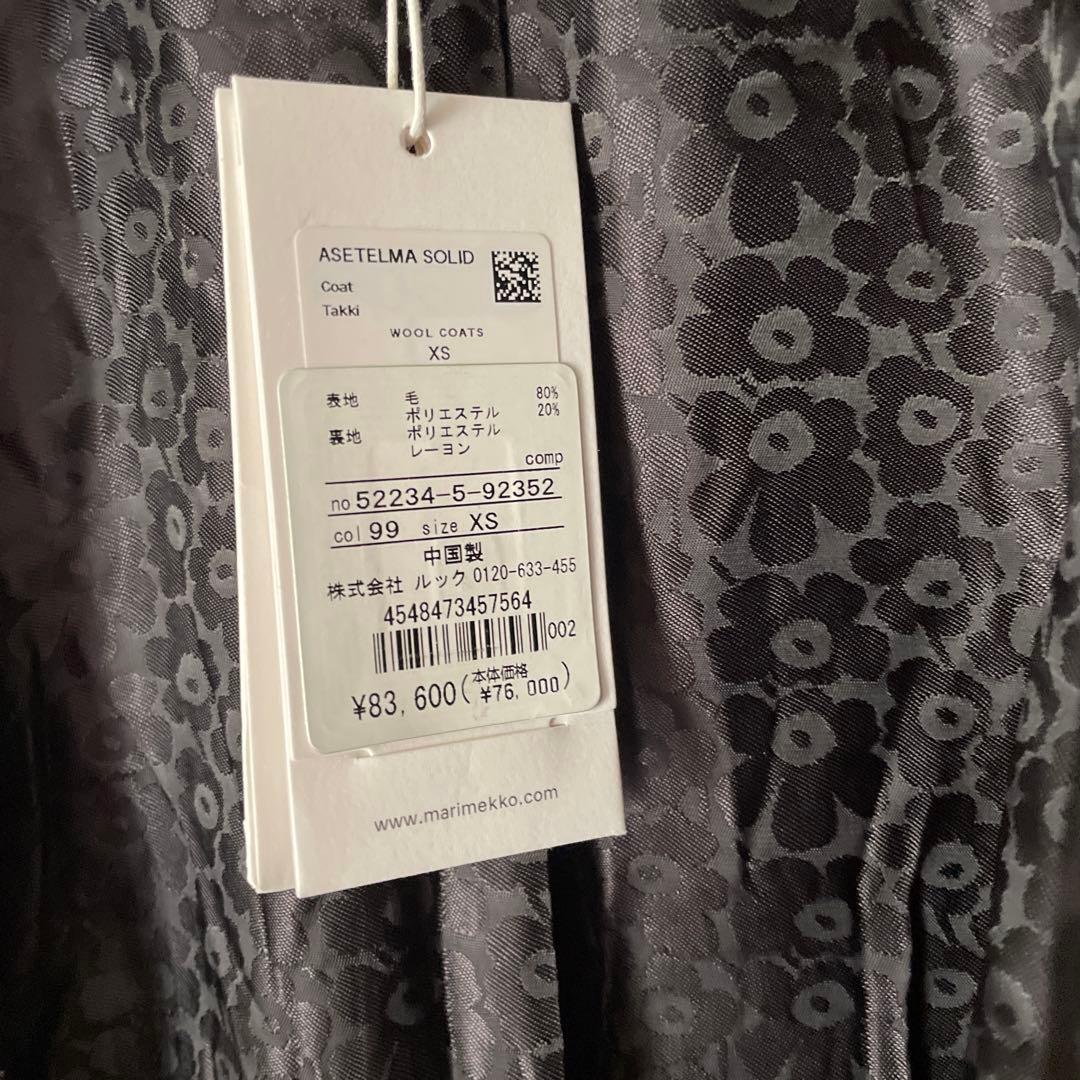 ASETELMA SOLID
Coat
Takki
WOOL COATS
XS
表地 毛 80%
ポリエステル 20%
裏地 ポリエステル
レーヨン
comp
no 52234-5-92352
col 99 size XS
中国製
株式会社 ルック 0120-633-455
4548473457564
002
¥83,600(本体価格 ¥76,000)
www.marimekko.com